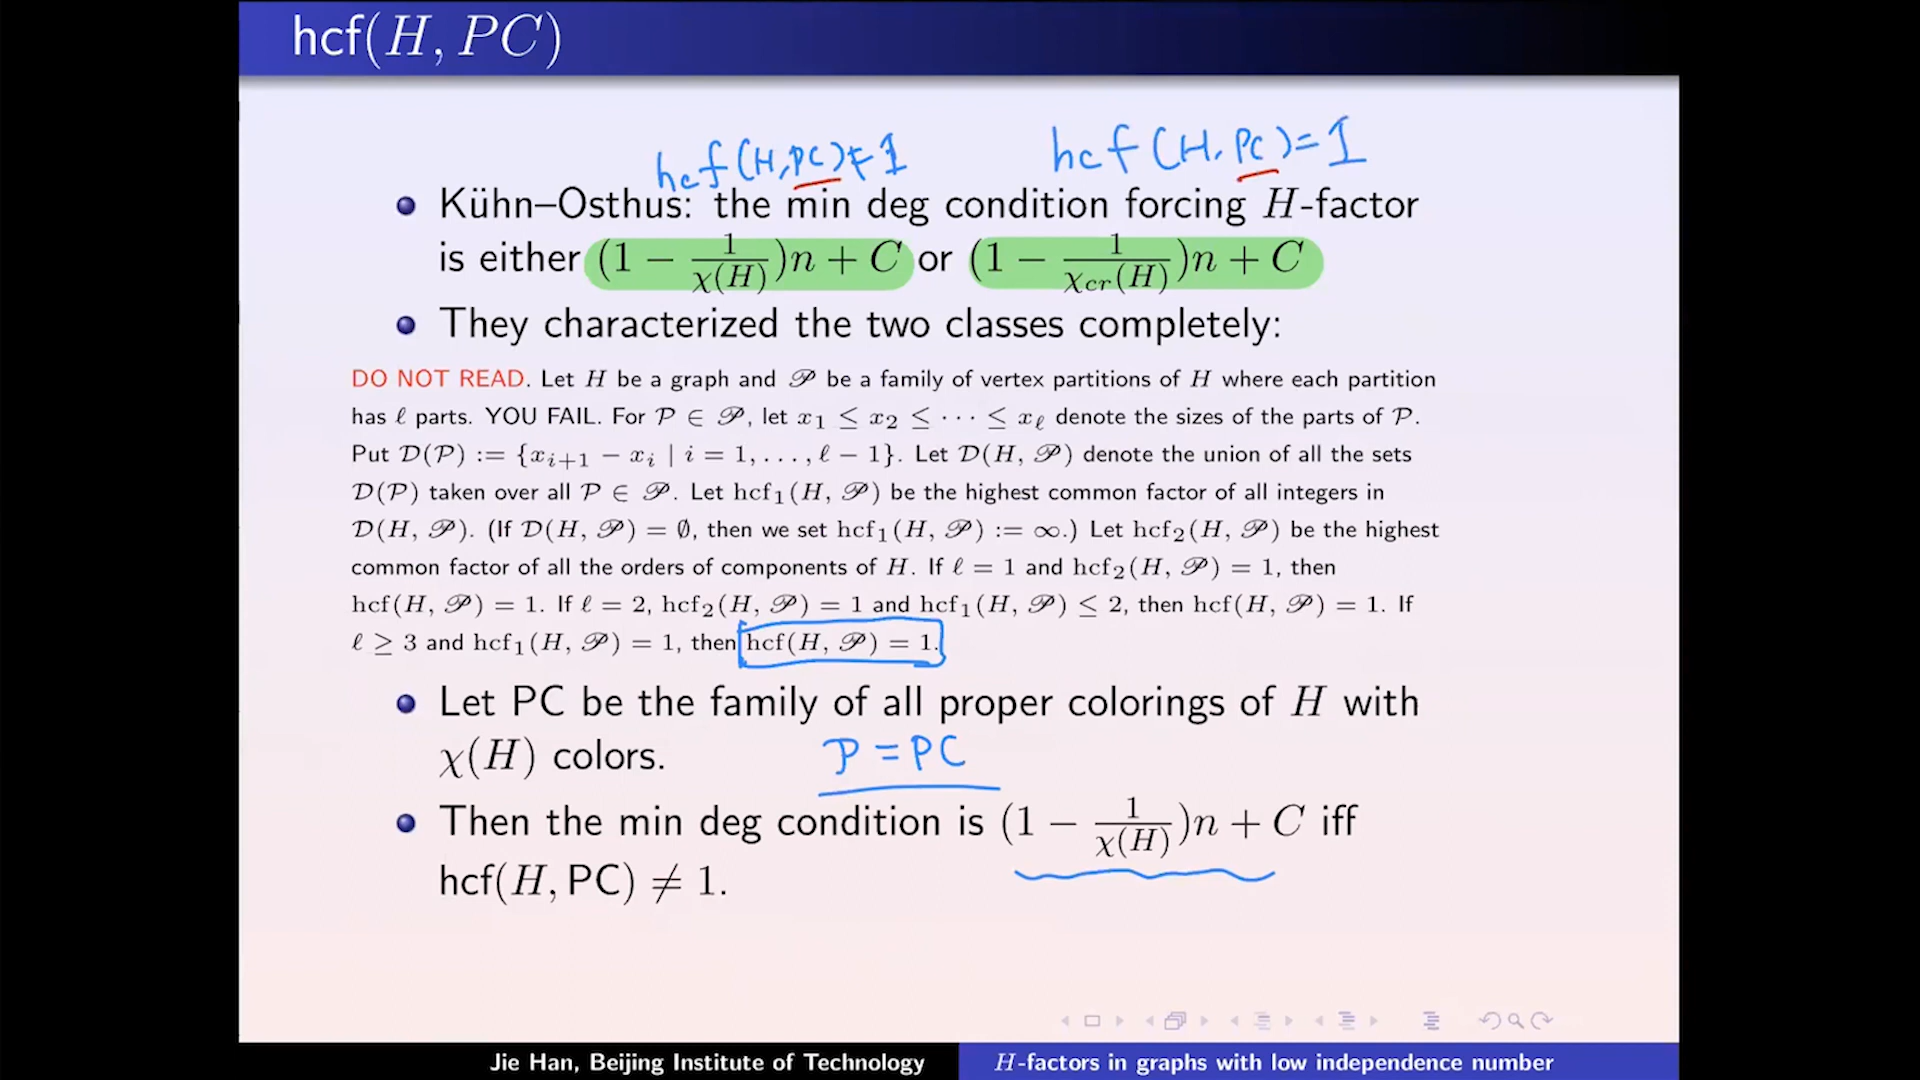 hcf(H, PC)
hcf(H, PC) ≠ 1 hcf(H, PC) = 1
Kühn–Osthus: the min deg condition forcing H-factor
is either (1 − 1/χ(H))n + C or (1 − 1/χcr(H))n + C
They characterized the two classes completely:
DO NOT READ. Let H be a graph and 𝒫 be a family of vertex partitions of H where each partition
has ℓ parts. YOU FAIL. For P ∈ 𝒫, let x₁ ≤ x₂ ≤ · · · ≤ xℓ denote the sizes of the parts of P.
Put D(P) := {xᵢ₊₁ − xᵢ | i = 1, . . . , ℓ − 1}. Let D(H, 𝒫) denote the union of all the sets
D(P) taken over all P ∈ 𝒫. Let hcf₁(H, 𝒫) be the highest common factor of all integers in
D(H, 𝒫). (If D(H, 𝒫) = ∅, then we set hcf₁(H, 𝒫) := ∞.) Let hcf₂(H, 𝒫) be the highest
common factor of all the orders of components of H. If ℓ = 1 and hcf₂(H, 𝒫) = 1, then
hcf(H, 𝒫) = 1. If ℓ = 2, hcf₂(H, 𝒫) = 1 and hcf₁(H, 𝒫) ≤ 2, then hcf(H, 𝒫) = 1. If
ℓ ≥ 3 and hcf₁(H, 𝒫) = 1, then hcf(H, 𝒫) = 1.
Let PC be the family of all proper colorings of H with
χ(H) colors. P = PC
Then the min deg condition is (1 − 1/χ(H))n + C iff
hcf(H, PC) ≠ 1.
Jie Han, Beijing Institute of Technology H-factors in graphs with low independence number